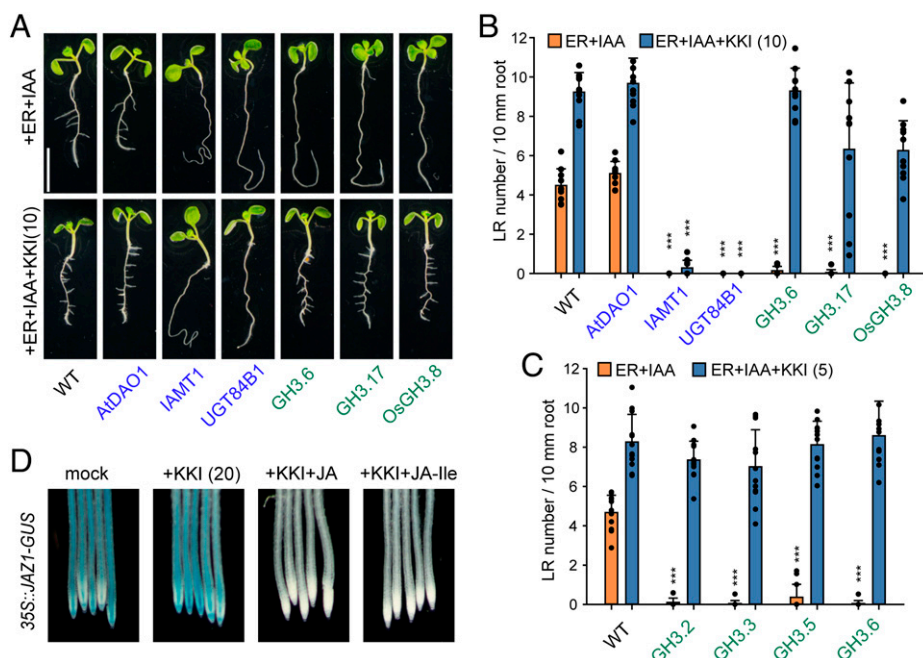 A
+ER+IAA
+ER+IAA+KKI(10)
WT
AtDAO1
IAMT1
UGT84B1
GH3.6
GH3.17
OsGH3.8
B
ER+IAA
ER+IAA+KKI (10)
LR number / 10 mm root
12
10
8
6
4
2
0
***
***
***
***
***
***
***
WT
AtDAO1
IAMT1
UGT84B1
GH3.6
GH3.17
OsGH3.8
C
ER+IAA
ER+IAA+KKI (5)
LR number / 10 mm root
12
10
8
6
4
2
0
***
***
***
***
WT
GH3.2
GH3.3
GH3.5
GH3.6
D
mock
+KKI (20)
+KKI+JA
+KKI+JA-Ile
35S::JAZ1-GUS